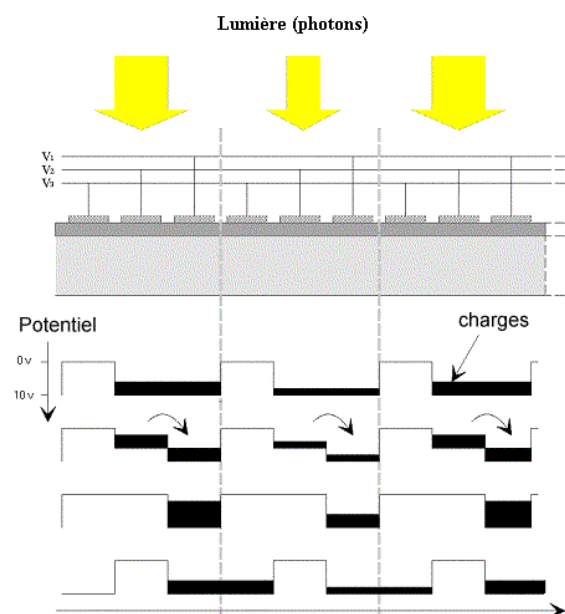 Lumière (photons)
V1
V2
V3
Potentiel
charges
0v
10v